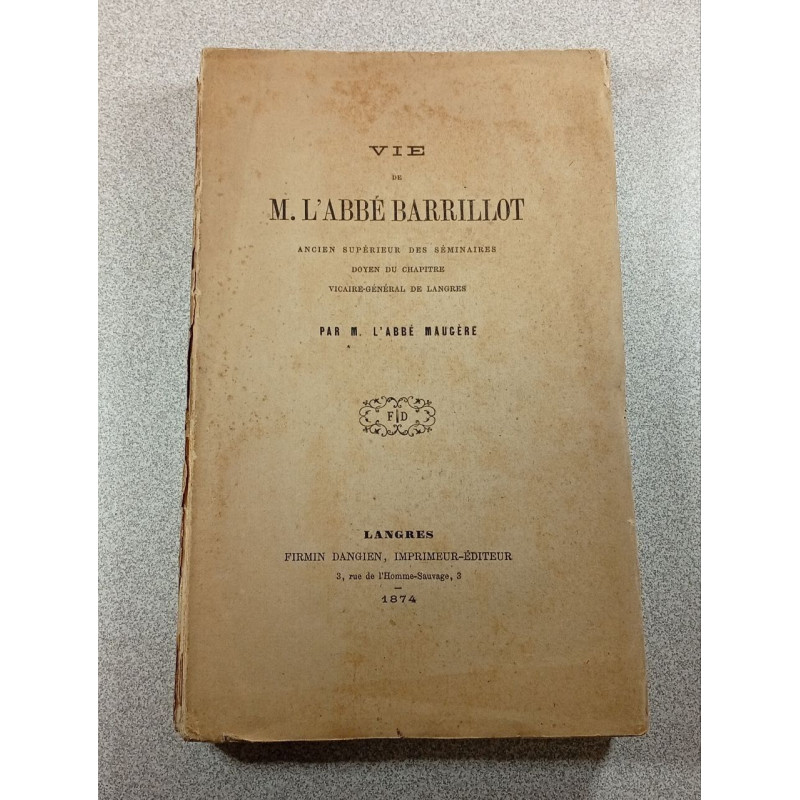 VIE
DE
M. L'ABBÉ BARRILLOT
ANCIEN SUPÉRIEUR DES SÉMINAIRES
DOYEN DU CHAPITRE
VICAIRE-GÉNÉRAL DE LANGRES
PAR M. L'ABBÉ MAUGÈRE
F D
LANGRES
FIRMIN DANGIEN, IMPRIMEUR-ÉDITEUR
3, rue de l'Homme-Sauvage, 3
1874